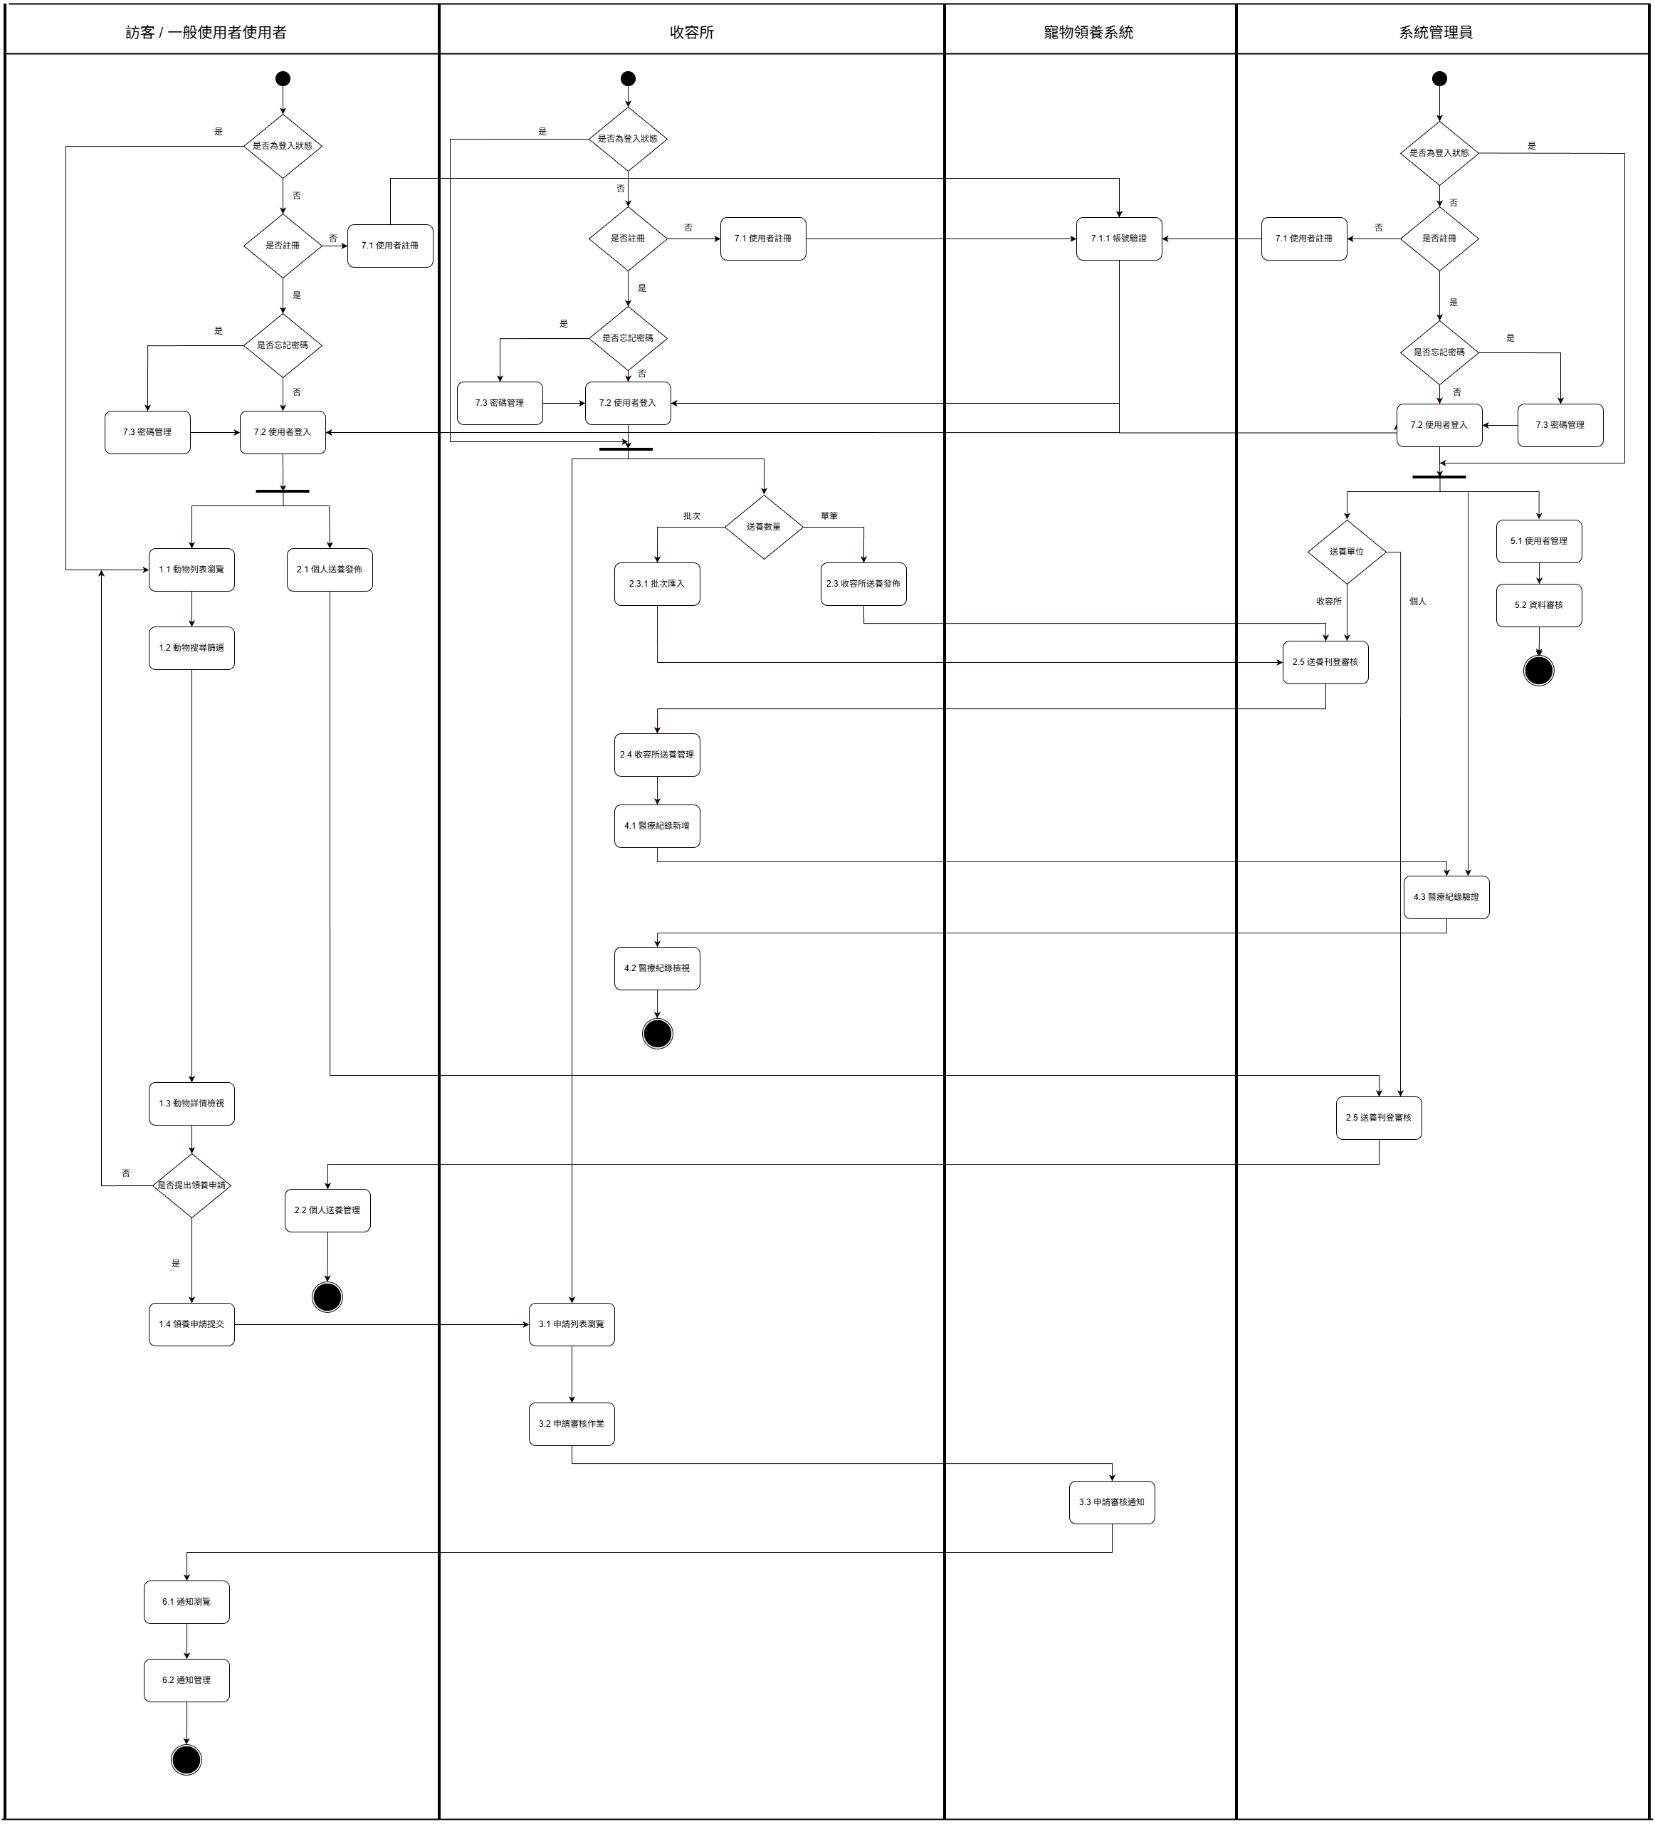 訪客 / 一般使用者使用者
收容所
寵物領養系統
系統管理員
是
是否為登入狀態
否
是否註冊
否
7.1 使用者註冊
是
是否忘記密碼
是
否
7.3 密碼管理
7.2 使用者登入
1.1 動物列表瀏覽
2.1 個人送養發佈
1.2 動物搜尋篩選
1.3 動物詳情檢視
否
是否提出領養申請
2.2 個人送養管理
是
1.4 領養申請提交
6.1 通知瀏覽
6.2 通知管理
是
是否為登入狀態
否
是否註冊
否
7.1 使用者註冊
是
是
是否忘記密碼
否
7.3 密碼管理
7.2 使用者登入
批次
送養數量
單筆
2.3.1 批次匯入
2.3 收容所送養發佈
2.4 收容所送養管理
4.1 醫療紀錄新增
4.2 醫療紀錄檢視
3.1 申請列表瀏覽
3.2 申請審核作業
7.1.1 帳號驗證
3.3 申請審核通知
是否為登入狀態
是
否
7.1 使用者註冊
否
是否註冊
是
是否忘記密碼
是
否
7.2 使用者登入
7.3 密碼管理
送養單位
5.1 使用者管理
收容所
個人
5.2 資料審核
2.5 送養刊登審核
4.3 醫療紀錄驗證
2.5 送養刊登審核